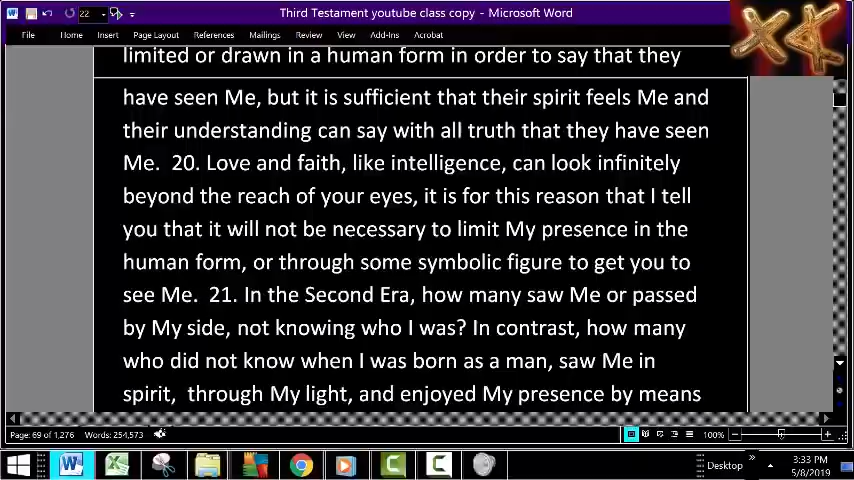 22
Third Testament youtube class copy - Microsoft Word
File Home Insert Page Layout References Mailings Review View Add-Ins Acrobat
limited or drawn in a human form in order to say that they
have seen Me, but it is sufficient that their spirit feels Me and
their understanding can say with all truth that they have seen
Me. 20. Love and faith, like intelligence, can look infinitely
beyond the reach of your eyes, it is for this reason that I tell
you that it will not be necessary to limit My presence in the
human form, or through some symbolic figure to get you to
see Me. 21. In the Second Era, how many saw Me or passed
by My side, not knowing who I was? In contrast, how many
who did not know when I was born as a man, saw Me in
spirit, through My light, and enjoyed My presence by means
Page: 69 of 1,276 Words: 254,573 100%
Desktop 3:33 PM
5/8/2019